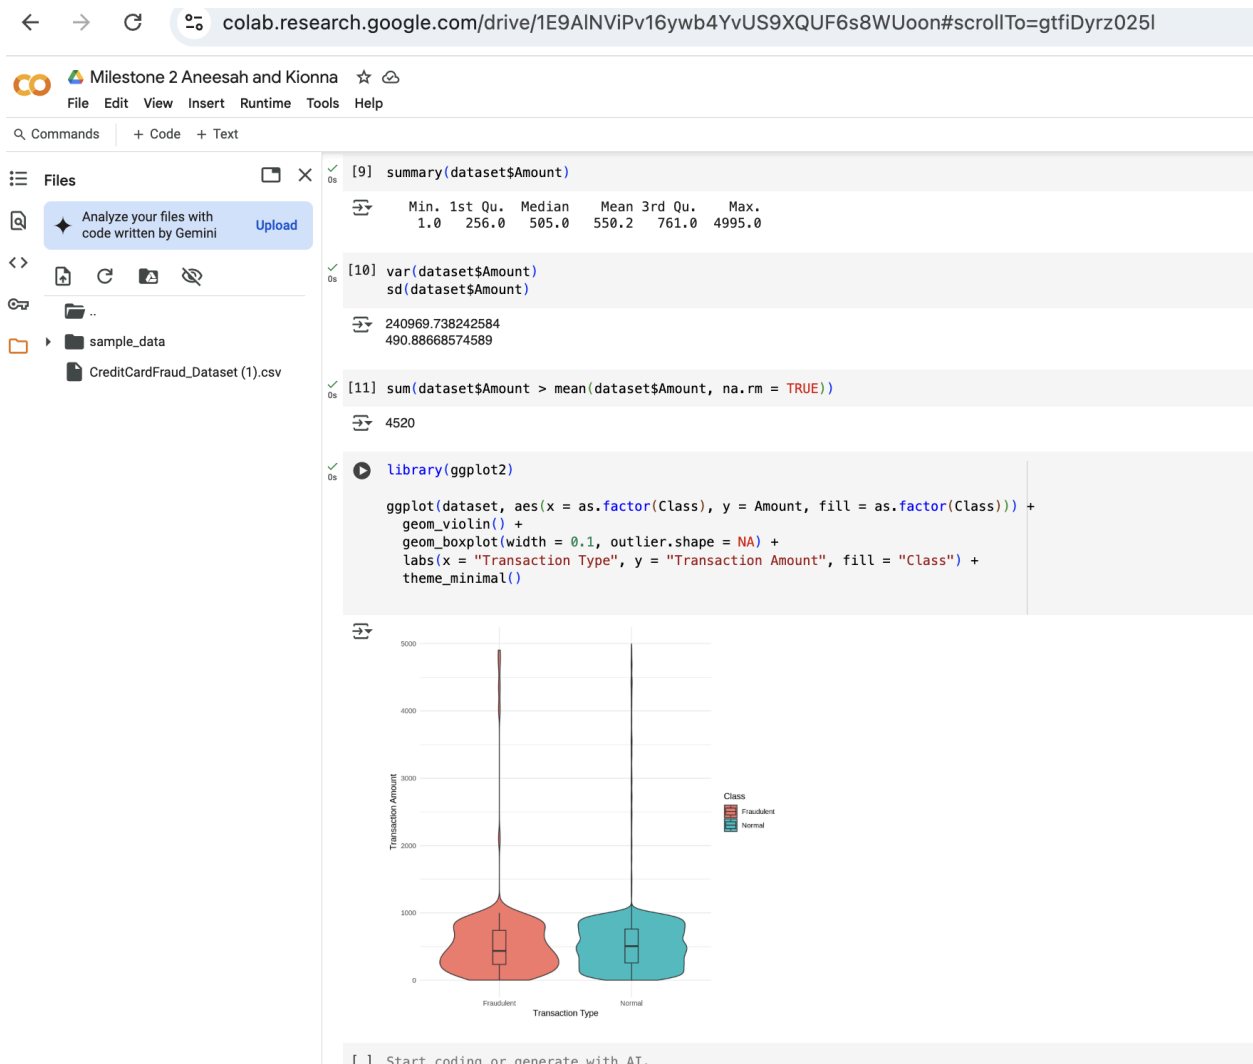 colab.research.google.com/drive/1E9AlNViPv16ywb4YvUS9XQUF6s8WUoon#scrollTo=gtfiDyrz025l
Milestone 2 Aneesah and Kionna
File Edit View Insert Runtime Tools Help
Commands + Code + Text
Files
Analyze your files with
code written by Gemini
Upload
..
sample_data
CreditCardFraud_Dataset (1).csv
0s
[9] summary(dataset$Amount)
Min. 1st Qu. Median Mean 3rd Qu. Max.
1.0 256.0 505.0 550.2 761.0 4995.0
0s
[10] var(dataset$Amount)
sd(dataset$Amount)
240969.738242584
490.88668574589
0s
[11] sum(dataset$Amount > mean(dataset$Amount, na.rm = TRUE))
4520
0s
library(ggplot2)
ggplot(dataset, aes(x = as.factor(Class), y = Amount, fill = as.factor(Class))) +
geom_violin() +
geom_boxplot(width = 0.1, outlier.shape = NA) +
labs(x = "Transaction Type", y = "Transaction Amount", fill = "Class") +
theme_minimal()
5000
4000
3000
2000
1000
0
Transaction Amount
Fraudulent Normal
Transaction Type
Class
Fraudulent
Normal
[ ] Start coding or generate with AI.